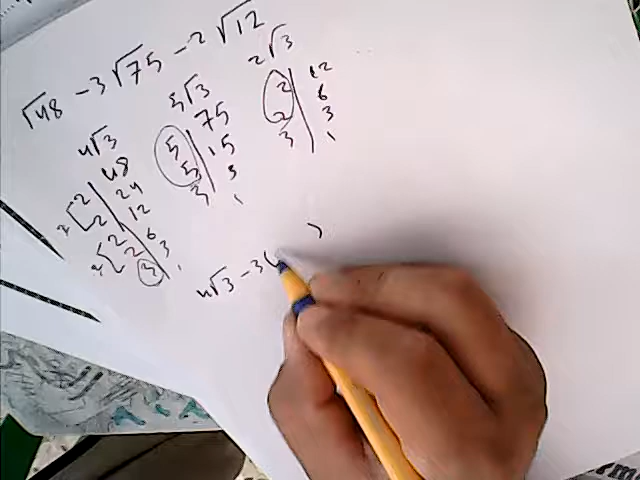 √48 - 3√75 - 2√12
4√3 5√3 2√3
48 75 12
2 24 5 15 2 6
2 12 5 3 2 3
2 6 3 1 3 1
2 3
3 1
4√3 - 3( )